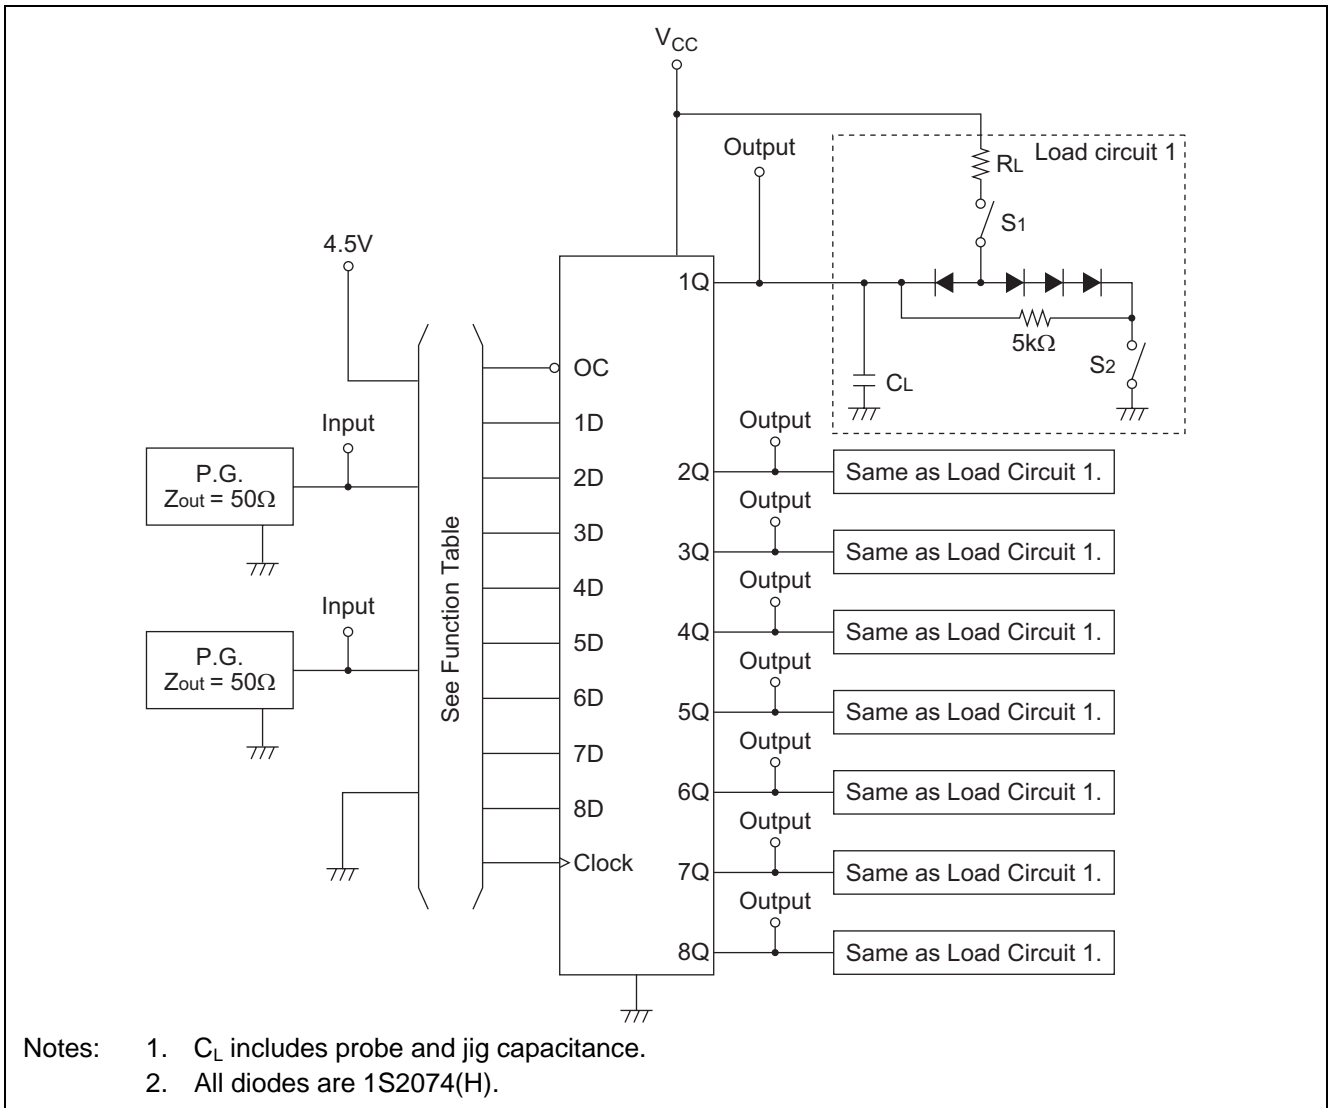 VCC
Output
Load circuit 1
RL
S1
4.5V
1Q
5kΩ
S2
OC
CL
Input
1D
Output
P.G.
Zout = 50Ω
2D
2Q
Same as Load Circuit 1.
Output
3D
3Q
Same as Load Circuit 1.
See Function Table
Output
4D
Input
4Q
Same as Load Circuit 1.
5D
Output
P.G.
Zout = 50Ω
6D
5Q
Same as Load Circuit 1.
Output
7D
6Q
Same as Load Circuit 1.
8D
Output
Clock
7Q
Same as Load Circuit 1.
Output
8Q
Same as Load Circuit 1.
Notes: 1. CL includes probe and jig capacitance.
2. All diodes are 1S2074(H).